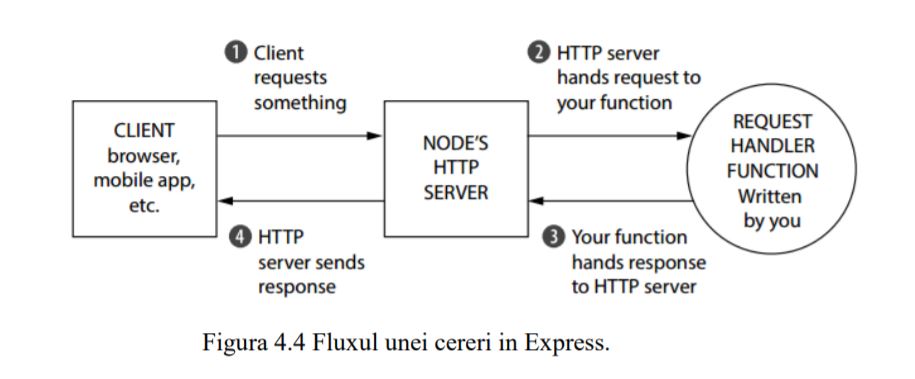 1 Client
requests
something
2 HTTP server
hands request to
your function
CLIENT
browser,
mobile app,
etc.
NODE'S
HTTP
SERVER
REQUEST
HANDLER
FUNCTION
Written
by you
4 HTTP
server sends
response
3 Your function
hands response
to HTTP server
Figura 4.4 Fluxul unei cereri in Express.